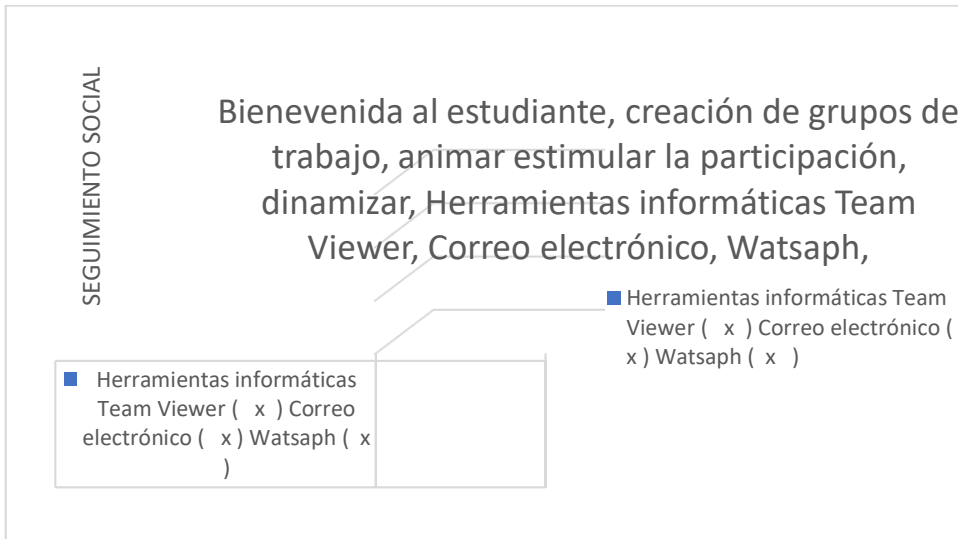 SEGUIMIENTO SOCIAL
Bienevenida al estudiante, creación de grupos de
trabajo, animar estimular la participación,
dinamizar, Herramientas informáticas Team
Viewer, Correo electrónico, Watsaph,
Herramientas informáticas Team
Viewer ( x ) Correo electrónico (
x ) Watsaph ( x )
Herramientas informáticas
Team Viewer ( x ) Correo
electrónico ( x ) Watsaph ( x
)